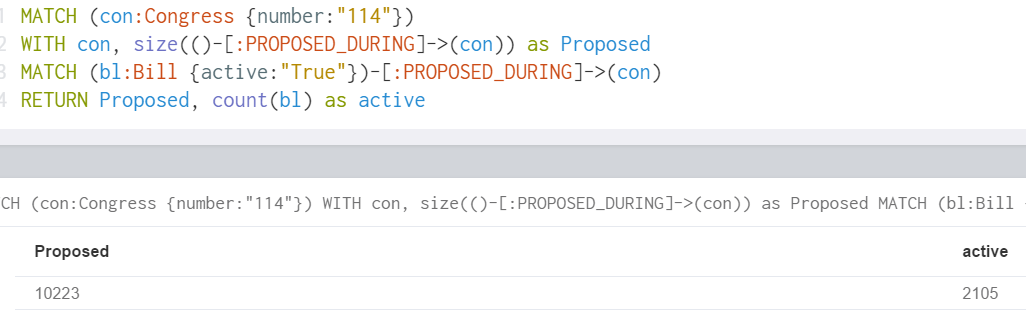 MATCH (con:Congress {number:"114"})
2 WITH con, size(()-[:PROPOSED_DURING]->(con)) as Proposed
3 MATCH (bl:Bill {active:"True"})-[:PROPOSED_DURING]->(con)
4 RETURN Proposed, count(bl) as active
CH (con:Congress {number:"114"}) WITH con, size(()-[:PROPOSED_DURING]->(con)) as Proposed MATCH (bl:Bill
Proposed active
10223 2105